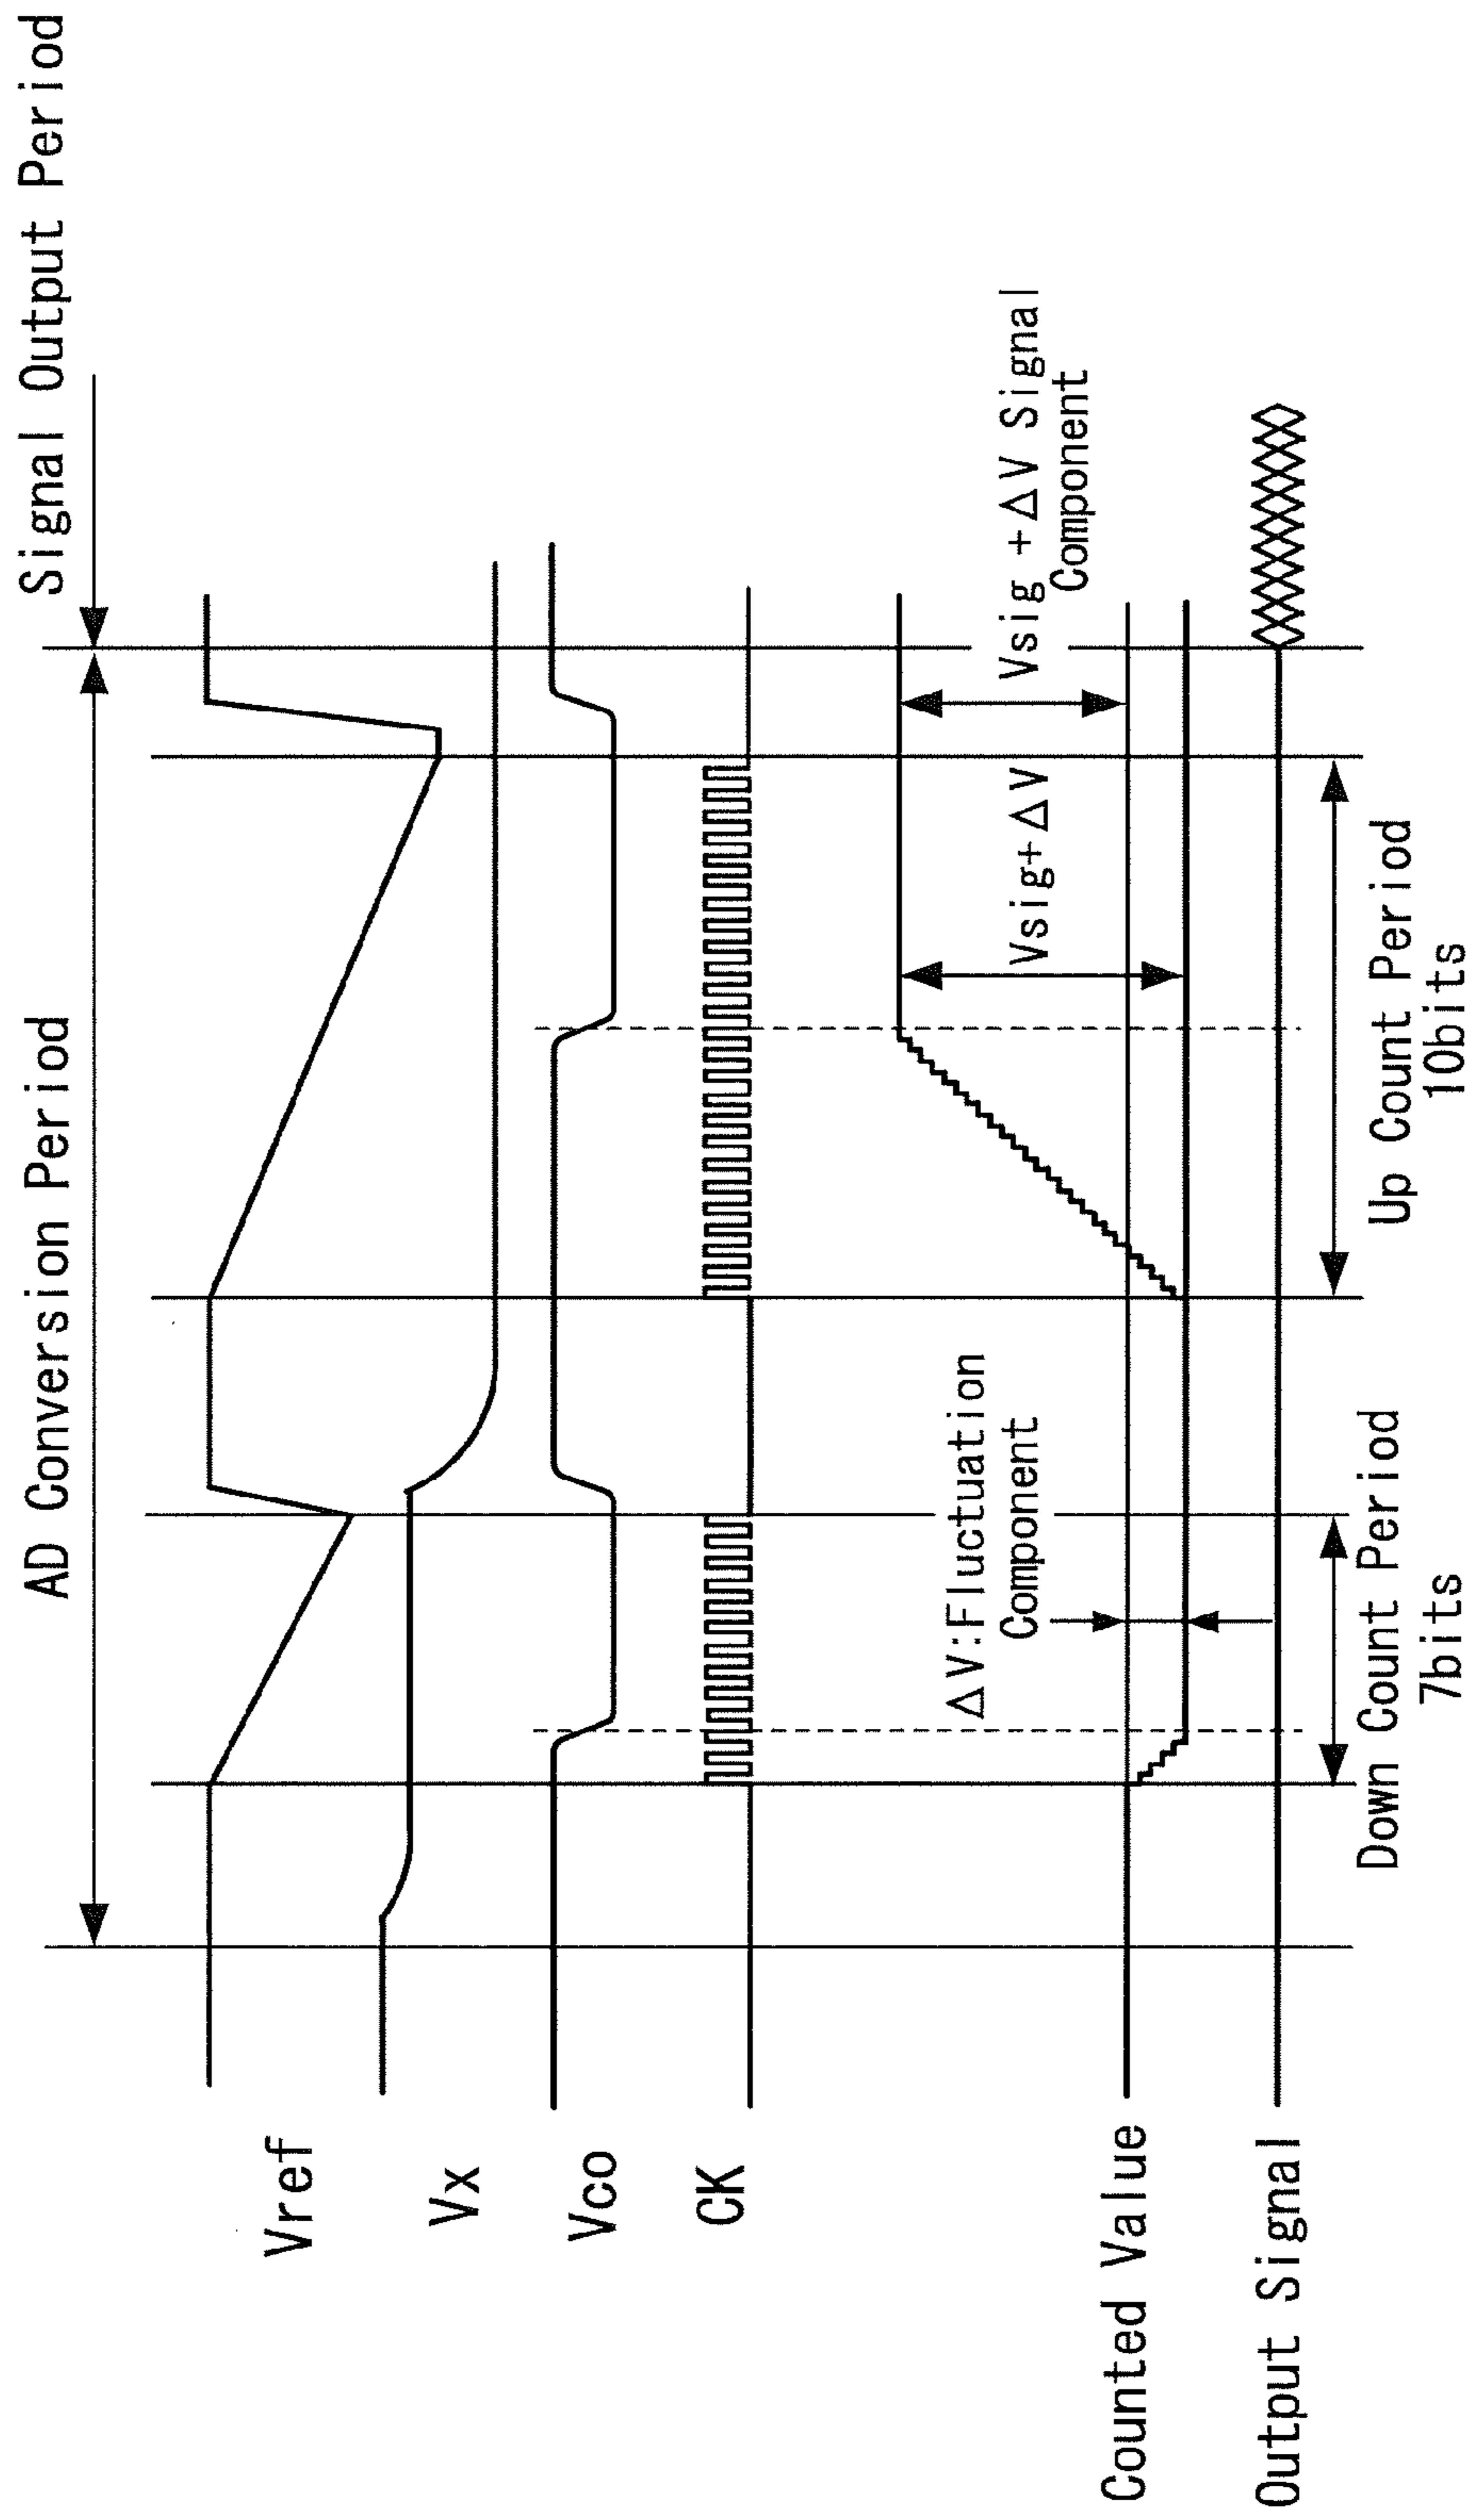 AD Conversion Period
Signal Output Period
Vref
Vx
Vco
CK
ΔV:Fluctuation
Component
Vsig+ΔV
Vsig +ΔV Signal
Component
Counted Value
Output Signal
Down Count Period
7bits
Up Count Period
10bits